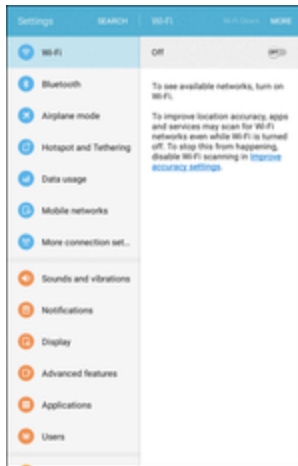 Settings
SEARCH
Wi-Fi
Wi-Fi Direct
MORE
Wi-Fi
Bluetooth
Airplane mode
Hotspot and Tethering
Data usage
Mobile networks
More connection set..
Sounds and vibrations
Notifications
Display
Advanced features
Applications
Users
Off
To see available networks, turn on
Wi-Fi.
To improve location accuracy, apps
and services may scan for Wi-Fi
networks even while Wi-Fi is turned
off. To stop this from happening,
disable Wi-Fi scanning in Improve
accuracy settings.